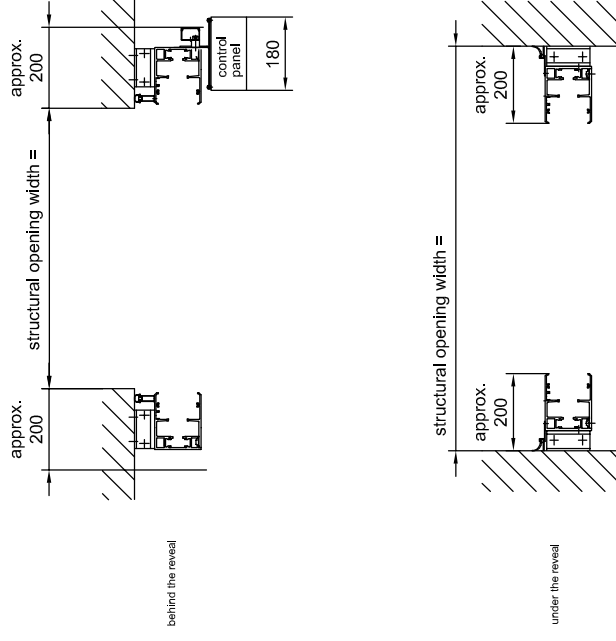 approx.
200
structural opening width =
approx.
200
control
panel
180
behind the reveal
approx.
200
structural opening width =
approx.
200
under the reveal